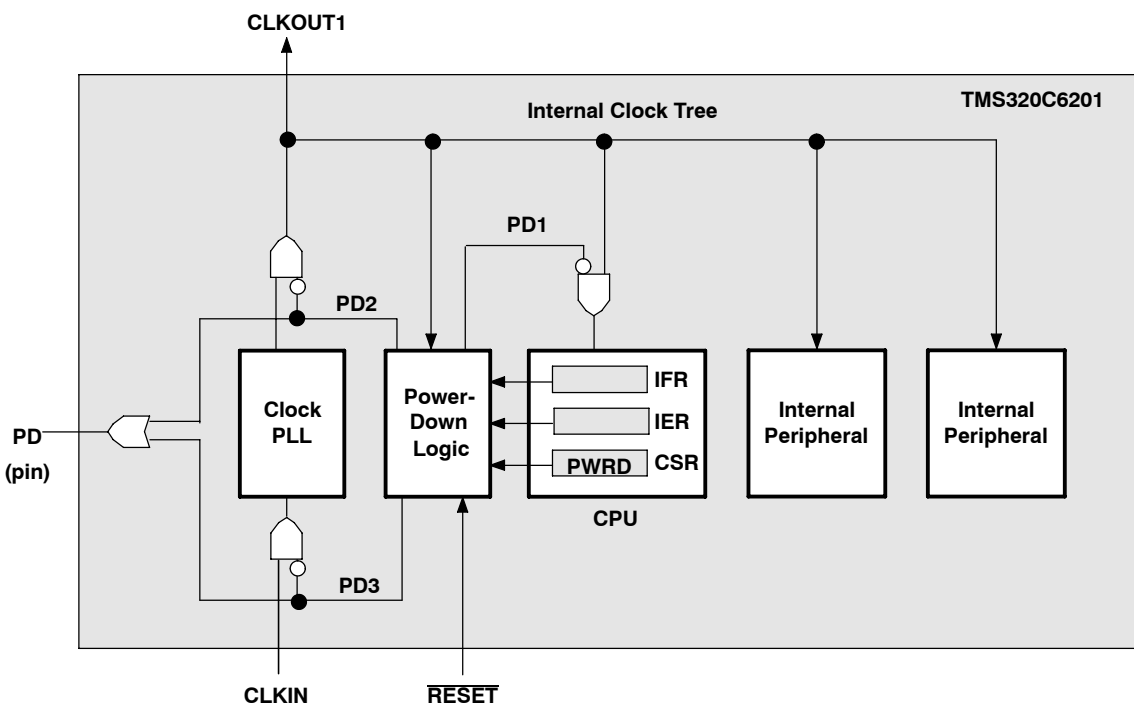 CLKOUT1
TMS320C6201
Internal Clock Tree
PD1
PD2
Clock
PLL
Power-
Down
Logic
IFR
IER
PWRD
CSR
CPU
Internal
Peripheral
Internal
Peripheral
PD
(pin)
PD3
CLKIN
RESET